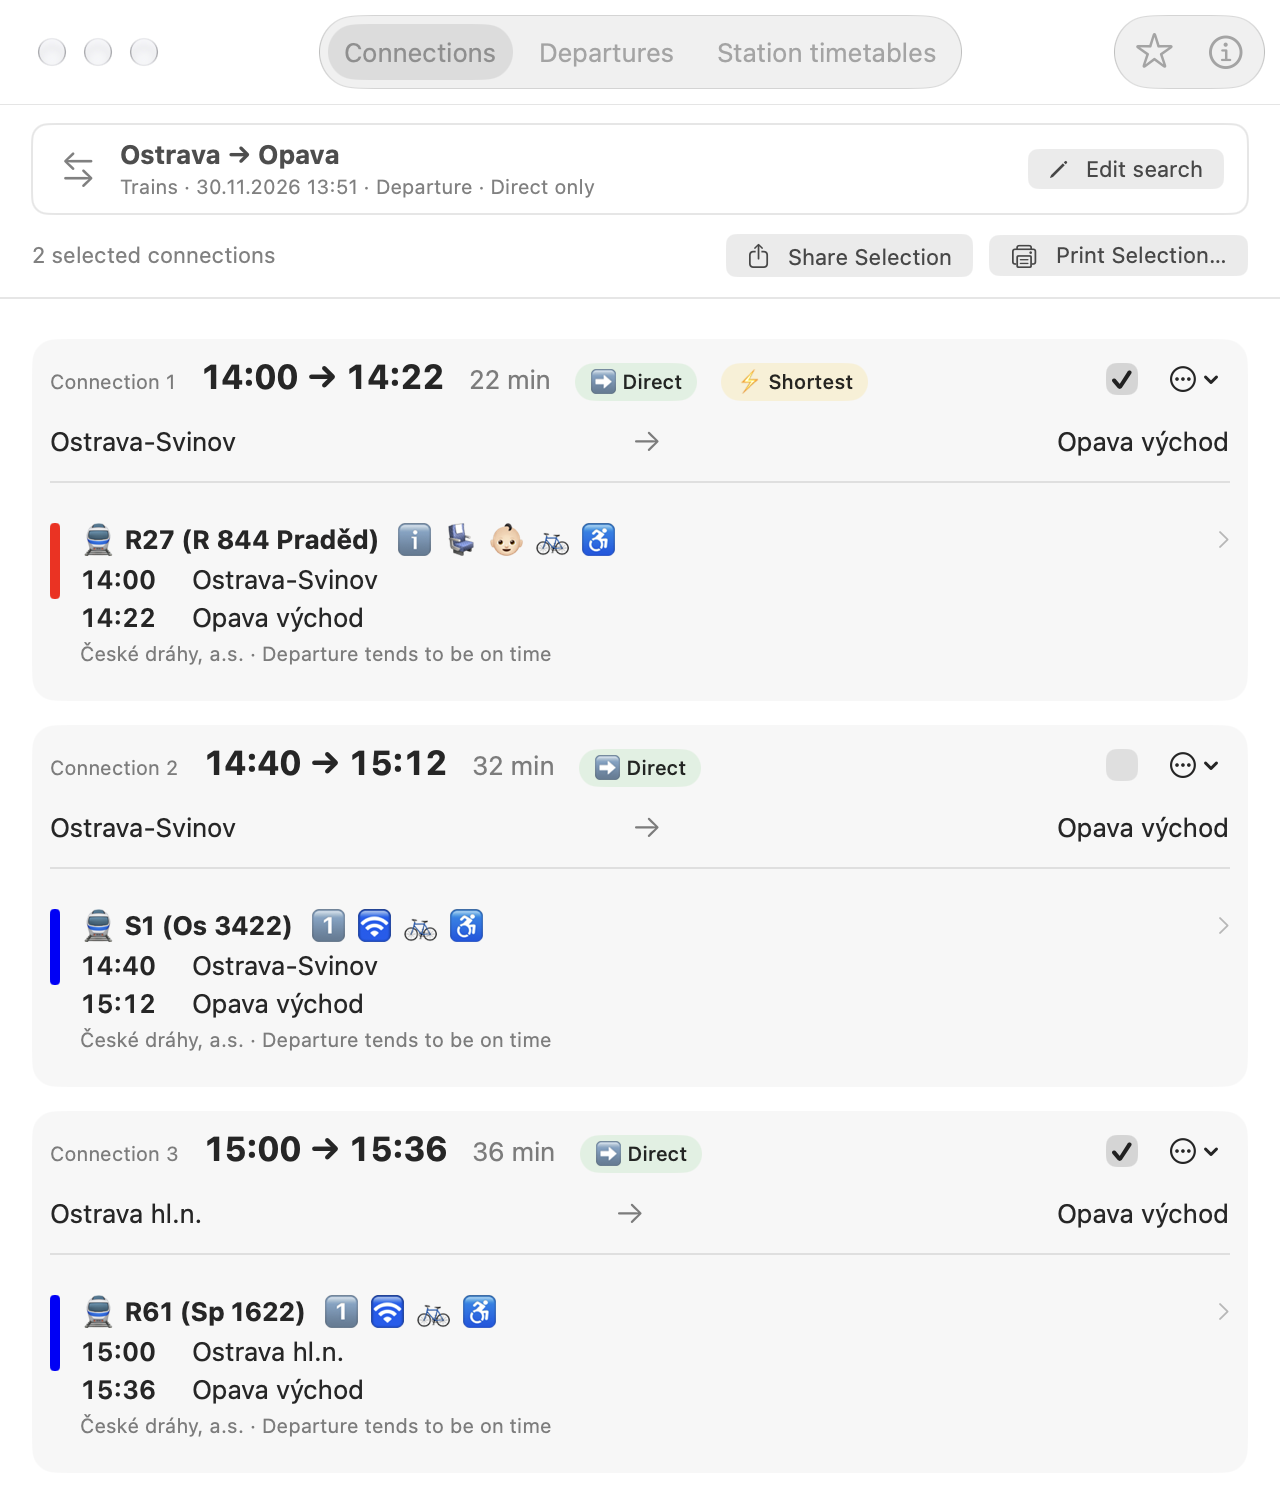 Connections Departures Station timetables
Ostrava → Opava
Trains · 30.11.2026 13:51 · Departure · Direct only
Edit search
2 selected connections
Share Selection
Print Selection...
Connection 1 14:00 → 14:22 22 min ➡️ Direct ⚡ Shortest
Ostrava-Svinov → Opava východ
R27 (R 844 Praděd)
14:00 Ostrava-Svinov
14:22 Opava východ
České dráhy, a.s. · Departure tends to be on time
Connection 2 14:40 → 15:12 32 min ➡️ Direct
Ostrava-Svinov → Opava východ
S1 (Os 3422) 1
14:40 Ostrava-Svinov
15:12 Opava východ
České dráhy, a.s. · Departure tends to be on time
Connection 3 15:00 → 15:36 36 min ➡️ Direct
Ostrava hl.n. → Opava východ
R61 (Sp 1622) 1
15:00 Ostrava hl.n.
15:36 Opava východ
České dráhy, a.s. · Departure tends to be on time